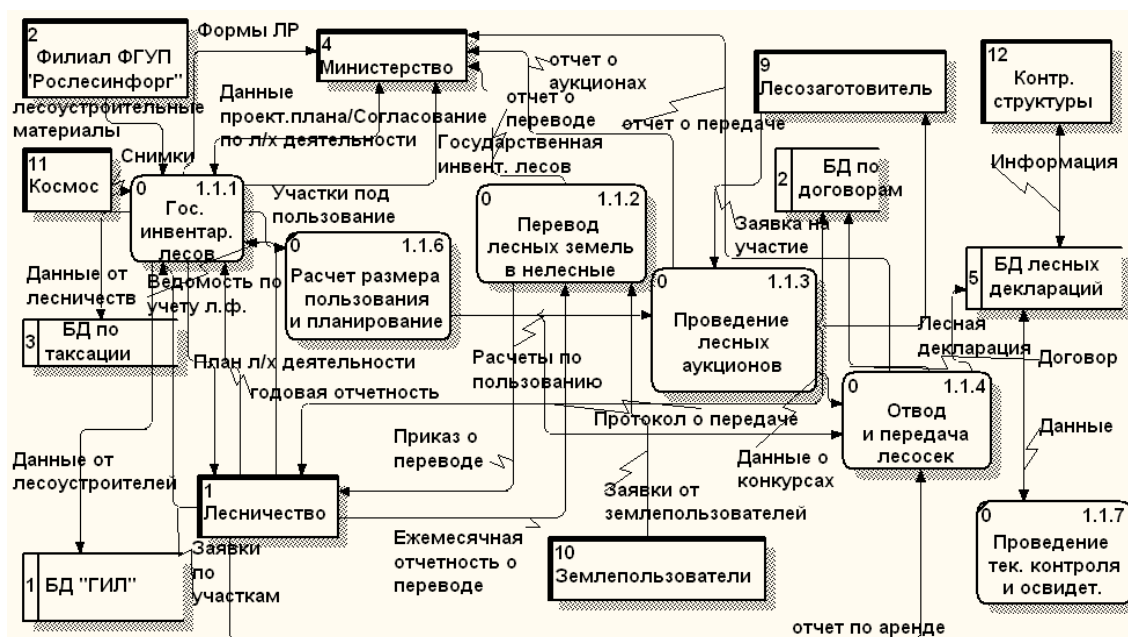 2
Филиал ФГУП
"Рослесинфорг"
Формы ЛР
4
Министерство
отчет о
аукционах
9
Лесозаготовитель
12
Контр.
структуры
лесоустроительные
материалы
Данные
проект.плана/Согласование
по л/х деятельности
отчет о
переводе
отчет о передаче
Государственная
инвент. лесов
Снимки
11
Космос
0 1.1.1
Гос.
инвентар.
лесов
Участки под
пользование
0 1.1.2
Перевод
лесных земель
в нелесные
2
БД по
договорам
Информация
Заявка на
участие
0 1.1.6
Расчет размера
пользования
и планирование
0 1.1.3
Проведение
лесных
аукционов
5
БД лесных
деклараций
Данные от
лесничеств
Ведомость по
учету л.ф.
3
БД по
таксации
План л/х деятельности
годовая отчетность
Расчеты по
пользованию
Лесная
декларация
Договор
0 1.1.4
Отвод
и передача
лесосек
Протокол о передаче
Приказ о
переводе
Данные о
конкурсах
Данные
Данные от
лесоустроителей
1
Лесничество
Заявки от
землепользователей
0 1.1.7
Проведение
тек. контроля
и освидет.
Ежемесячная
отчетность о
переводе
10
Землепользователи
1
БД "ГИЛ"
Заявки
по
участкам
отчет по аренде